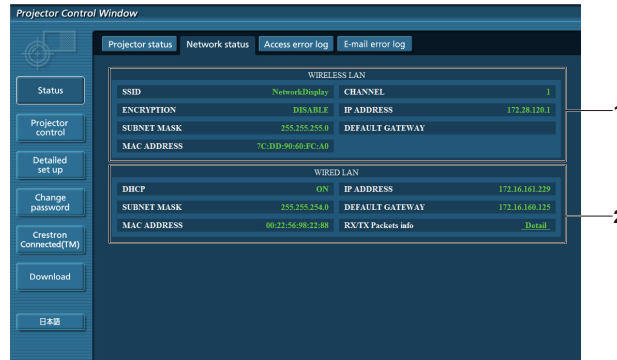 Projector Control Window
Projector status Network status Access error log E-mail error log
Status
Projector control
Detailed set up
Change password
Crestron Connected(TM)
Download
日本語
WIRELESS LAN
SSID NetworkDisplay CHANNEL 1
ENCRYPTION DISABLE IP ADDRESS 172.28.120.1
SUBNET MASK 255.255.255.0 DEFAULT GATEWAY
MAC ADDRESS 7C:DD:90:60:FC:A0
WIRED LAN
DHCP ON IP ADDRESS 172.16.161.229
SUBNET MASK 255.255.254.0 DEFAULT GATEWAY 172.16.160.125
MAC ADDRESS 00:22:56:98:22:88 RX/TX Packets info Detail